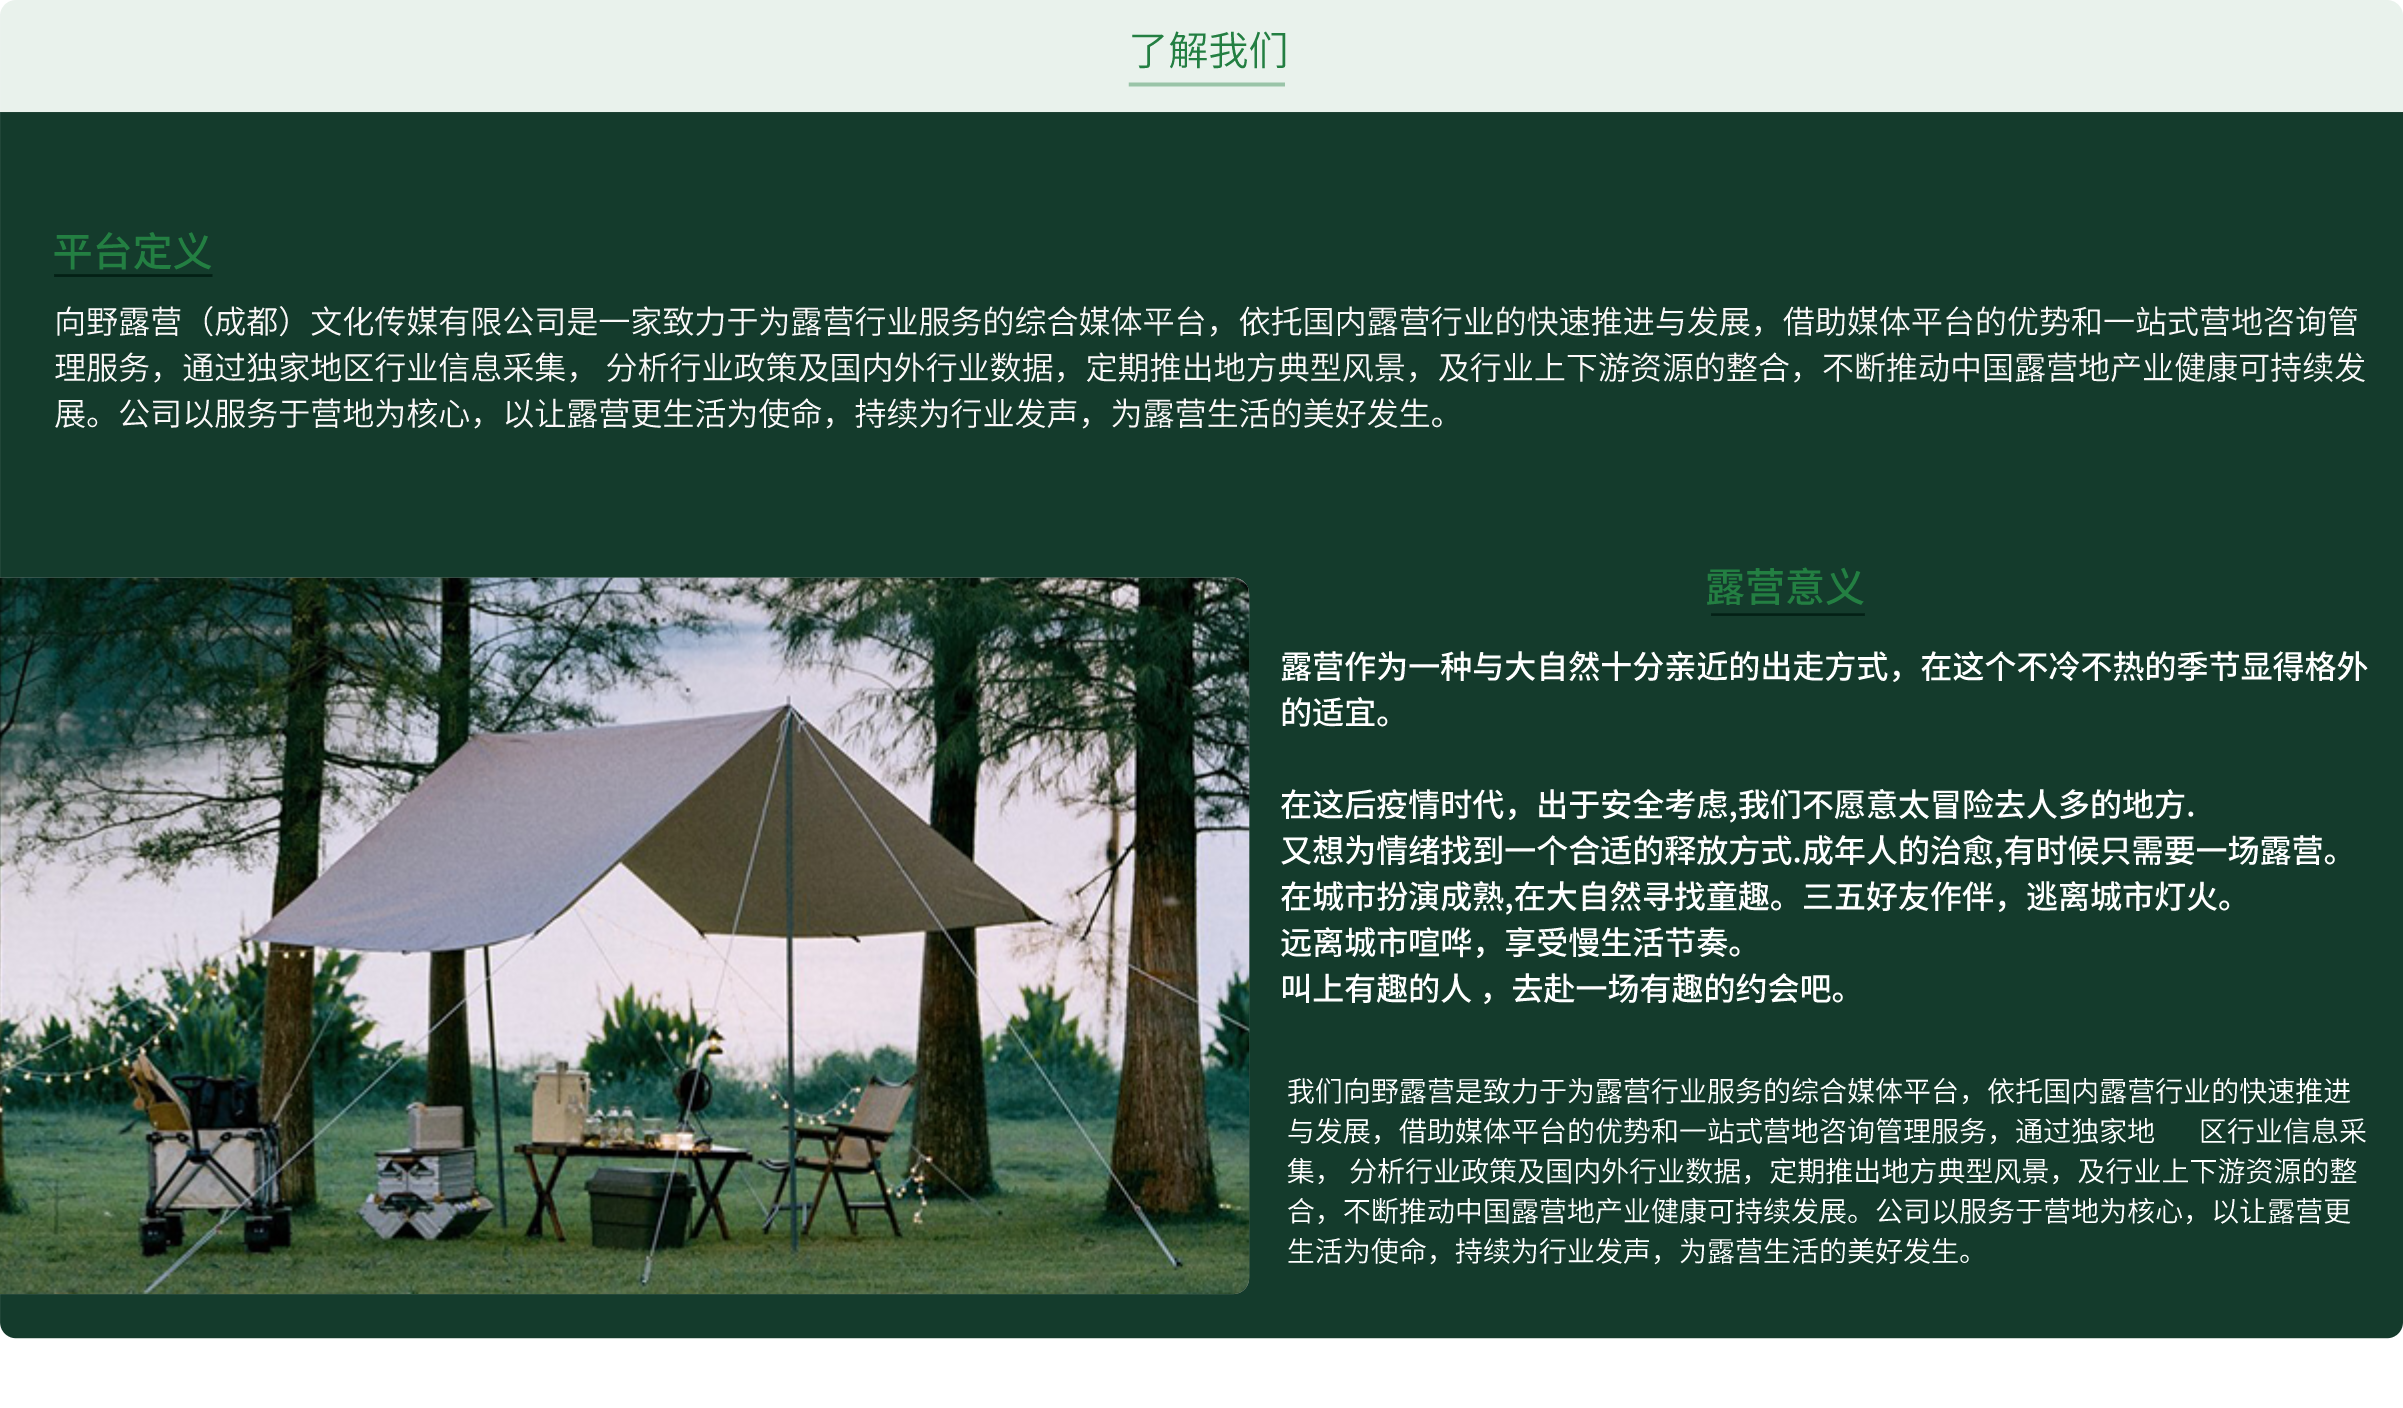 了解我们
平台定义
向野露营（成都）文化传媒有限公司是一家致力于为露营行业服务的综合媒体平台，依托国内露营行业的快速推进与发展，借助媒体平台的优势和一站式营地咨询管
理服务，通过独家地区行业信息采集， 分析行业政策及国内外行业数据，定期推出地方典型风景，及行业上下游资源的整合，不断推动中国露营地产业健康可持续发
展。公司以服务于营地为核心，以让露营更生活为使命，持续为行业发声，为露营生活的美好发生。
露营意义
露营作为一种与大自然十分亲近的出走方式，在这个不冷不热的季节显得格外
的适宜。
在这后疫情时代，出于安全考虑,我们不愿意太冒险去人多的地方.
又想为情绪找到一个合适的释放方式.成年人的治愈,有时候只需要一场露营。
在城市扮演成熟,在大自然寻找童趣。三五好友作伴，逃离城市灯火。
远离城市喧哗，享受慢生活节奏。
叫上有趣的人 ，去赴一场有趣的约会吧。
我们向野露营是致力于为露营行业服务的综合媒体平台，依托国内露营行业的快速推进
与发展，借助媒体平台的优势和一站式营地咨询管理服务，通过独家地 区行业信息采
集， 分析行业政策及国内外行业数据，定期推出地方典型风景，及行业上下游资源的整
合，不断推动中国露营地产业健康可持续发展。公司以服务于营地为核心，以让露营更
生活为使命，持续为行业发声，为露营生活的美好发生。